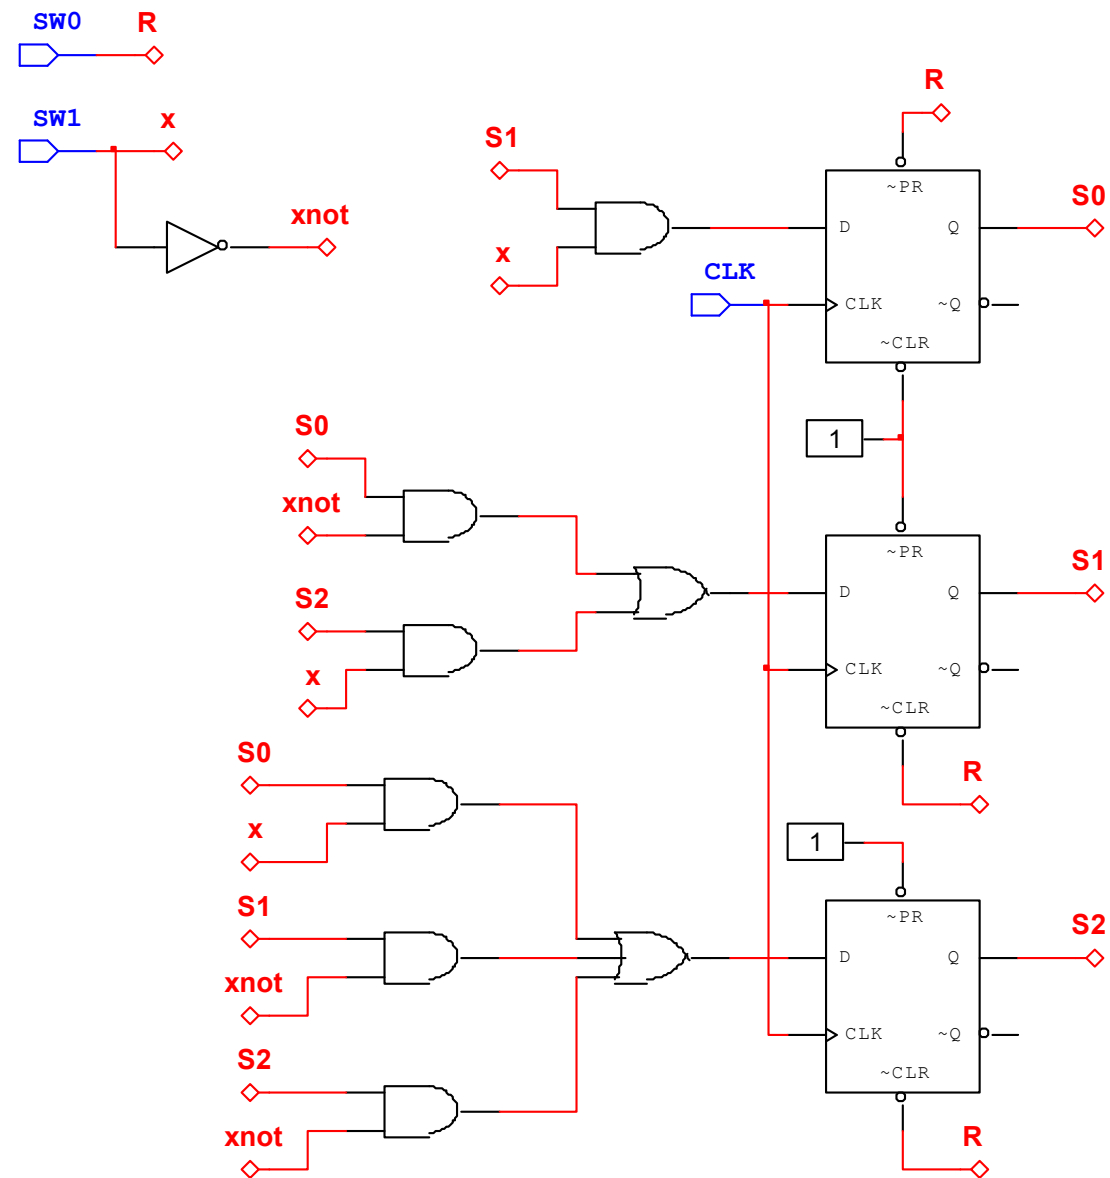 SW0 R
SW1 x
xnot
R
S1
x
CLK
~PR
D Q
CLK ~Q
~CLR
S0
1
S0
xnot
S2
x
~PR
D Q
CLK ~Q
~CLR
S1
R
S0
x
S1
xnot
S2
xnot
1
~PR
D Q
CLK ~Q
~CLR
S2
R